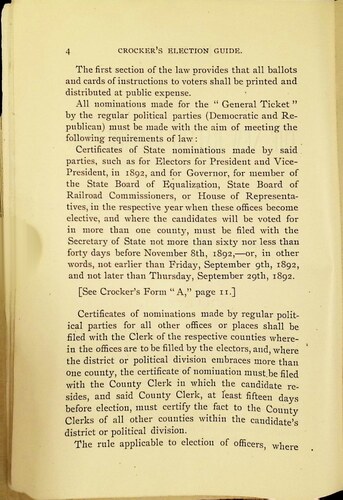 4 CROCKER'S ELECTION GUIDE.
The first section of the law provides that all ballots
and cards of instructions to voters shall be printed and
distributed at public expense.
All nominations made for the "General Ticket"
by the regular political parties (Democratic and Re-
publican) must be made with the aim of meeting the
following requirements of law:
Certificates of State nominations made by said
parties, such as for Electors for President and Vice-
President, in 1892, and for Governor, for member of
the State Board of Equalization, State Board of
Railroad Commissioners, or House of Representa-
tives, in the respective year when these offices become
elective, and where the candidates will be voted for
in more than one county, must be filed with the
Secretary of State not more than sixty nor less than
forty days before November 8th, 1892,—or, in other
words, not earlier than Friday, September 9th, 1892,
and not later than Thursday, September 29th, 1892.
[See Crocker's Form "A," page 11.]
Certificates of nominations made by regular polit-
ical parties for all other offices or places shall be
filed with the Clerk of the respective counties where-
in the offices are to be filled by the electors, and, where
the district or political division embraces more than
one county, the certificate of nomination must be filed
with the County Clerk in which the candidate re-
sides, and said County Clerk, at least fifteen days
before election, must certify the fact to the County
Clerks of all other counties within the candidate's
district or political division.
The rule applicable to election of officers, where